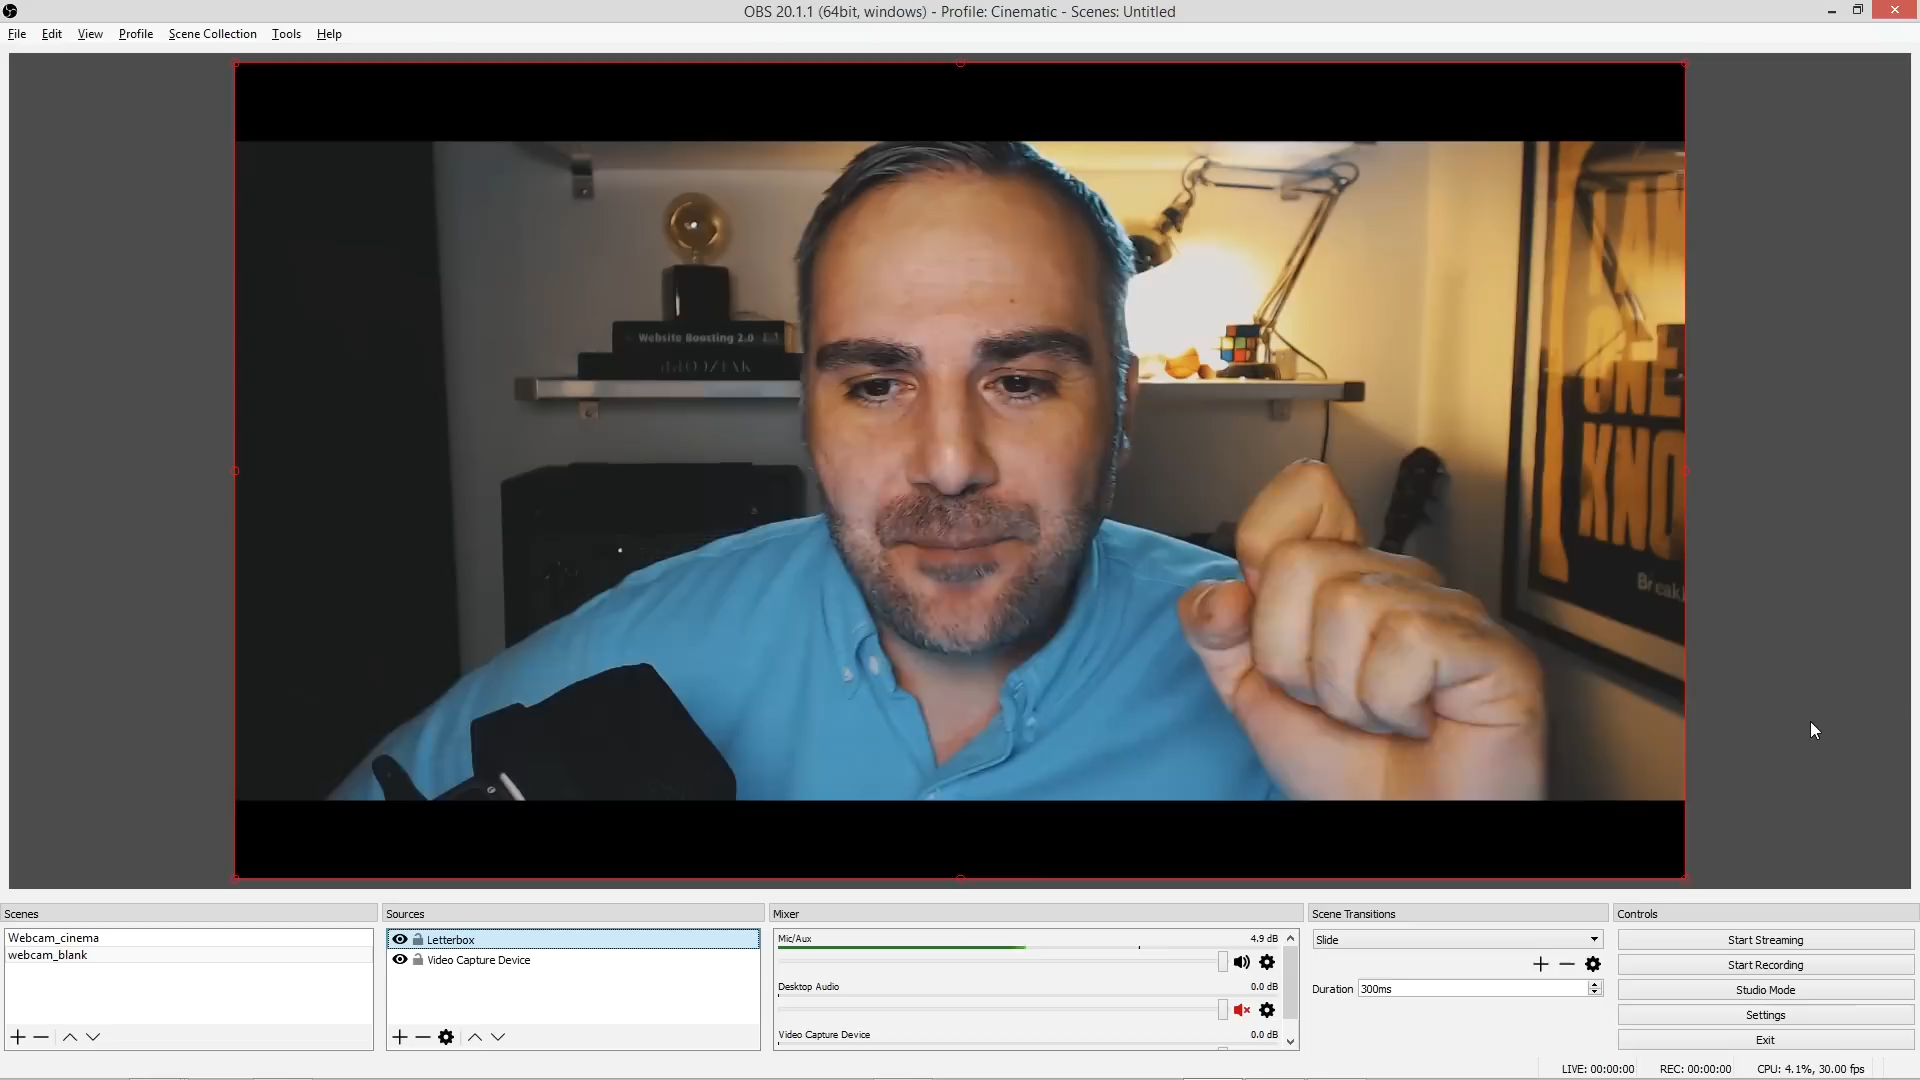 OBS 20.1.1 (64bit, windows) - Profile: Cinematic - Scenes: Untitled
File Edit View Profile Scene Collection Tools Help
Website Boosting 2.0
ONE
KNO
Break
Scenes
Webcam_cinema
webcam_blank
Sources
Letterbox
Video Capture Device
Mixer
Mic/Aux 4.9 dB
Desktop Audio 0.0 dB
Video Capture Device 0.0 dB
Scene Transitions
Slide
Duration 300ms
Controls
Start Streaming
Start Recording
Studio Mode
Settings
Exit
LIVE: 00:00:00 REC: 00:00:00 CPU: 4.1%, 30.00 fps